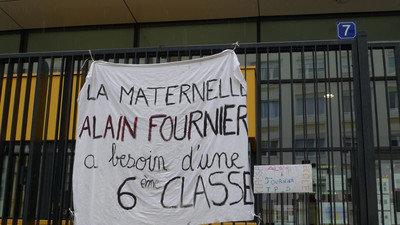 7
LA MATERNELLE
ALAIN FOURNIER
a besoin d'une
6ème CLASSE